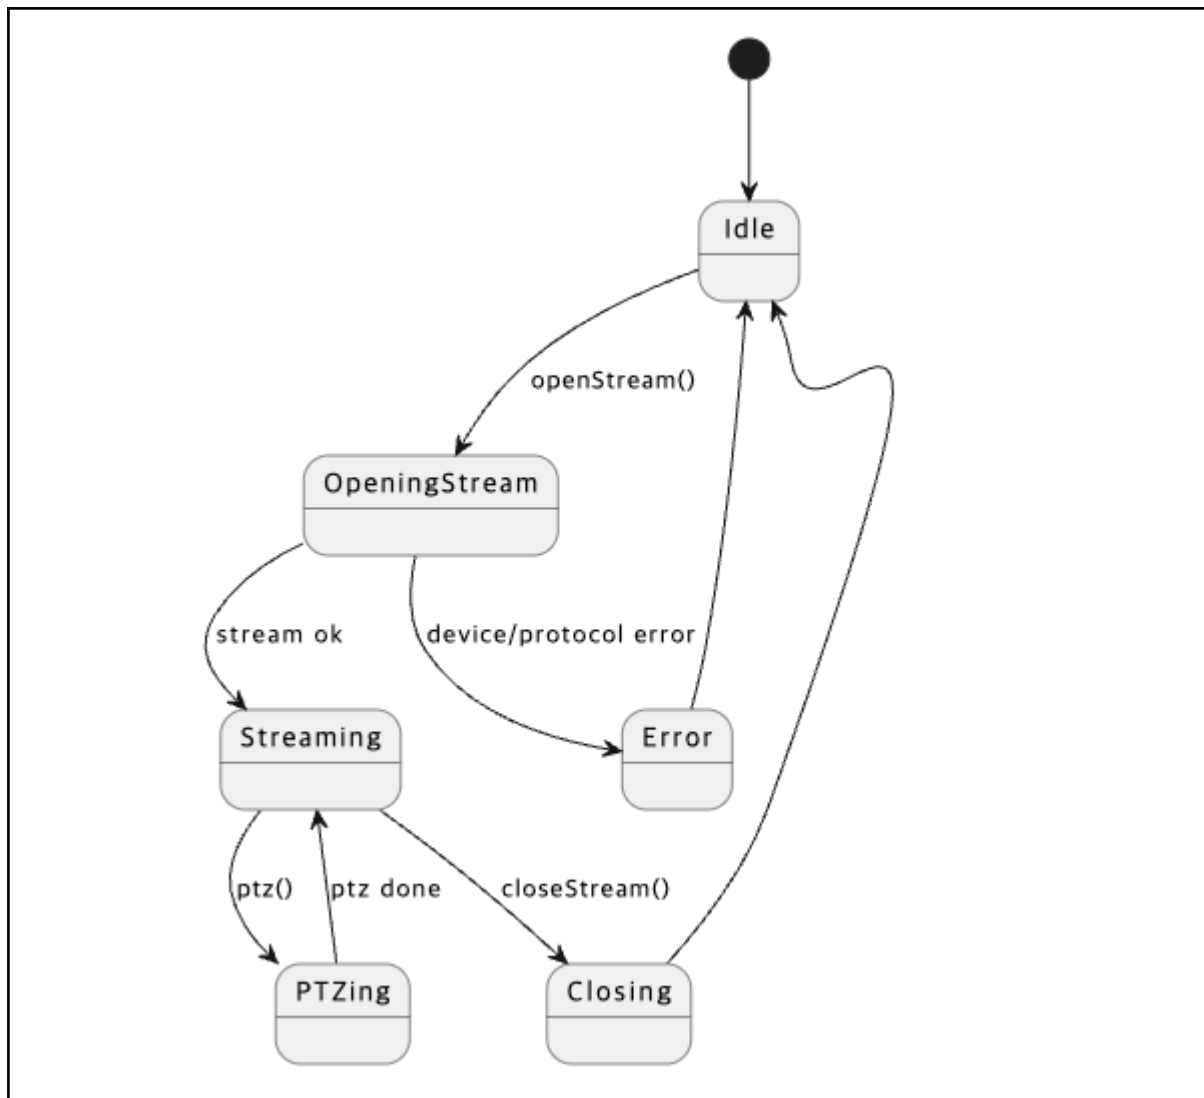 Idle
openStream()
OpeningStream
stream ok
device/protocol error
Streaming
Error
ptz()
ptz done
closeStream()
PTZing
Closing